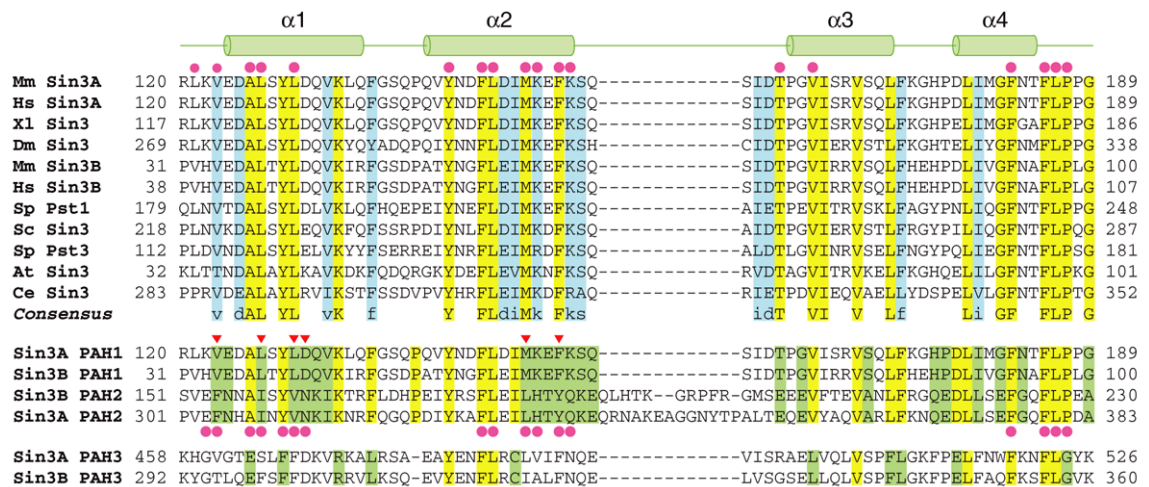 α1 α2 α3 α4
Mm Sin3A 120 RLKVEDALSYLDQVKLQFGSQPQVYNDFLDIMKEFKSQ-------------SIDTPGVISRVSQLFKGHPDLIMGFNTFLPPG 189
Hs Sin3A 120 RLKVEDALSYLDQVKLQFGSQPQVYNDFLDIMKEFKSQ-------------SIDTPGVISRVSQLFKGHPDLIMGFNTFLPPG 189
Xl Sin3 117 RLKVEDALSYLDQVKLQFGSQPQVYNDFLDIMKEFKSQ-------------SIDTPGVISRVSQLFKGHPELIMGFGAFLPPG 186
Dm Sin3 269 RLKVEDALSYLDQVKYQYADQPQIYNNFLDIMKEFKSH-------------CIDTPGVIERVSTLFKGHTELIYGFNMFLPPG 338
Mm Sin3B 31 PVHVEDALTYLDQVKIRFGSDPATYNGFLEIMKEFKSQ-------------SIDTPGVIRRVSQLFHEHPDLIVGFNAFLPLG 100
Hs Sin3B 38 PVHVEDALTYLDQVKIRFGSDPATYNGFLEIMKEFKSQ-------------SIDTPGVIRRVSQLFHEHPDLIVGFNAFLPLG 107
Sp Pst1 179 QLNVTDALSYLDLVKLQFHQEPEIYNEFLDIMKEFKSQ-------------AIETPEVITRVSKLFAGYPNLIQGFNTFLPPG 248
Sc Sin3 218 PLNVKDALSYLEQVKFQFSSRPDIYNLFLDIMKDFKSQ-------------AIDTPGVIERVSTLFRGYPILIQGFNTFLPQG 287
Sp Pst3 112 PLDVNDALSYLELVKYYFSERREIYNRFLEIMRDFKSQ-------------ALDTLGVINRVSELFNGYPQLIEGFNTFLPSG 181
At Sin3 32 KLTTNDALAYLKAVKDKFQDQRGKYDEFLEVMKNFKSQ-------------RVDTAGVITRVKELFKGHQELILGFNTFLPKG 101
Ce Sin3 283 PPRVDEALAYLRVIKSTFSSDVPVYHRFLEIMKDFRAQ-------------RIETPDVIEQVAELLYDSPELVLGFNTFLPTG 352
Consensus v dAL YL vK f Y FLdiMk Fk idT VI V Lf Li GF FLP G
Sin3A PAH1 120 RLKVEDALSYLDQVKLQFGSQPQVYNDFLDIMKEFKSQ-------------SIDTPGVISRVSQLFKGHPDLIMGFNTFLPPG 189
Sin3B PAH1 31 PVHVEDALTYLDQVKIRFGSDPATYNGFLEIMKEFKSQ-------------SIDTPGVIRRVSQLFHEHPDLIVGFNAFLPLG 100
Sin3B PAH2 151 SVEFNNAISYVNKIKTRFLDHPEIYRSFLEILHTYQKEQLHTK--GRPFR-GMSEEEVFTEVANLFRGQEDLLSEFGQFLPEA 230
Sin3A PAH2 301 PVEFNHAINYVNKIKNRFQGQPDIYKAFLEILHTYQKEQRNAKEAGGNYTPALTEQEVYAQVARLFKNQEDLLSEFGQFLPDA 383
Sin3A PAH3 458 KHGVGTESLFFDKVRKALRSA-EAYENFLRCLVIFNQE-------------VISRAELVQLVSPFLGKFPELFNWFKNFLGYK 526
Sin3B PAH3 292 KYGTLQEFSFFDKVRRVLKSQ-EVYENFLRCIALFNQE-------------LVSGSELLQLVSPFLGKFPELFAQFKSFLGVK 360